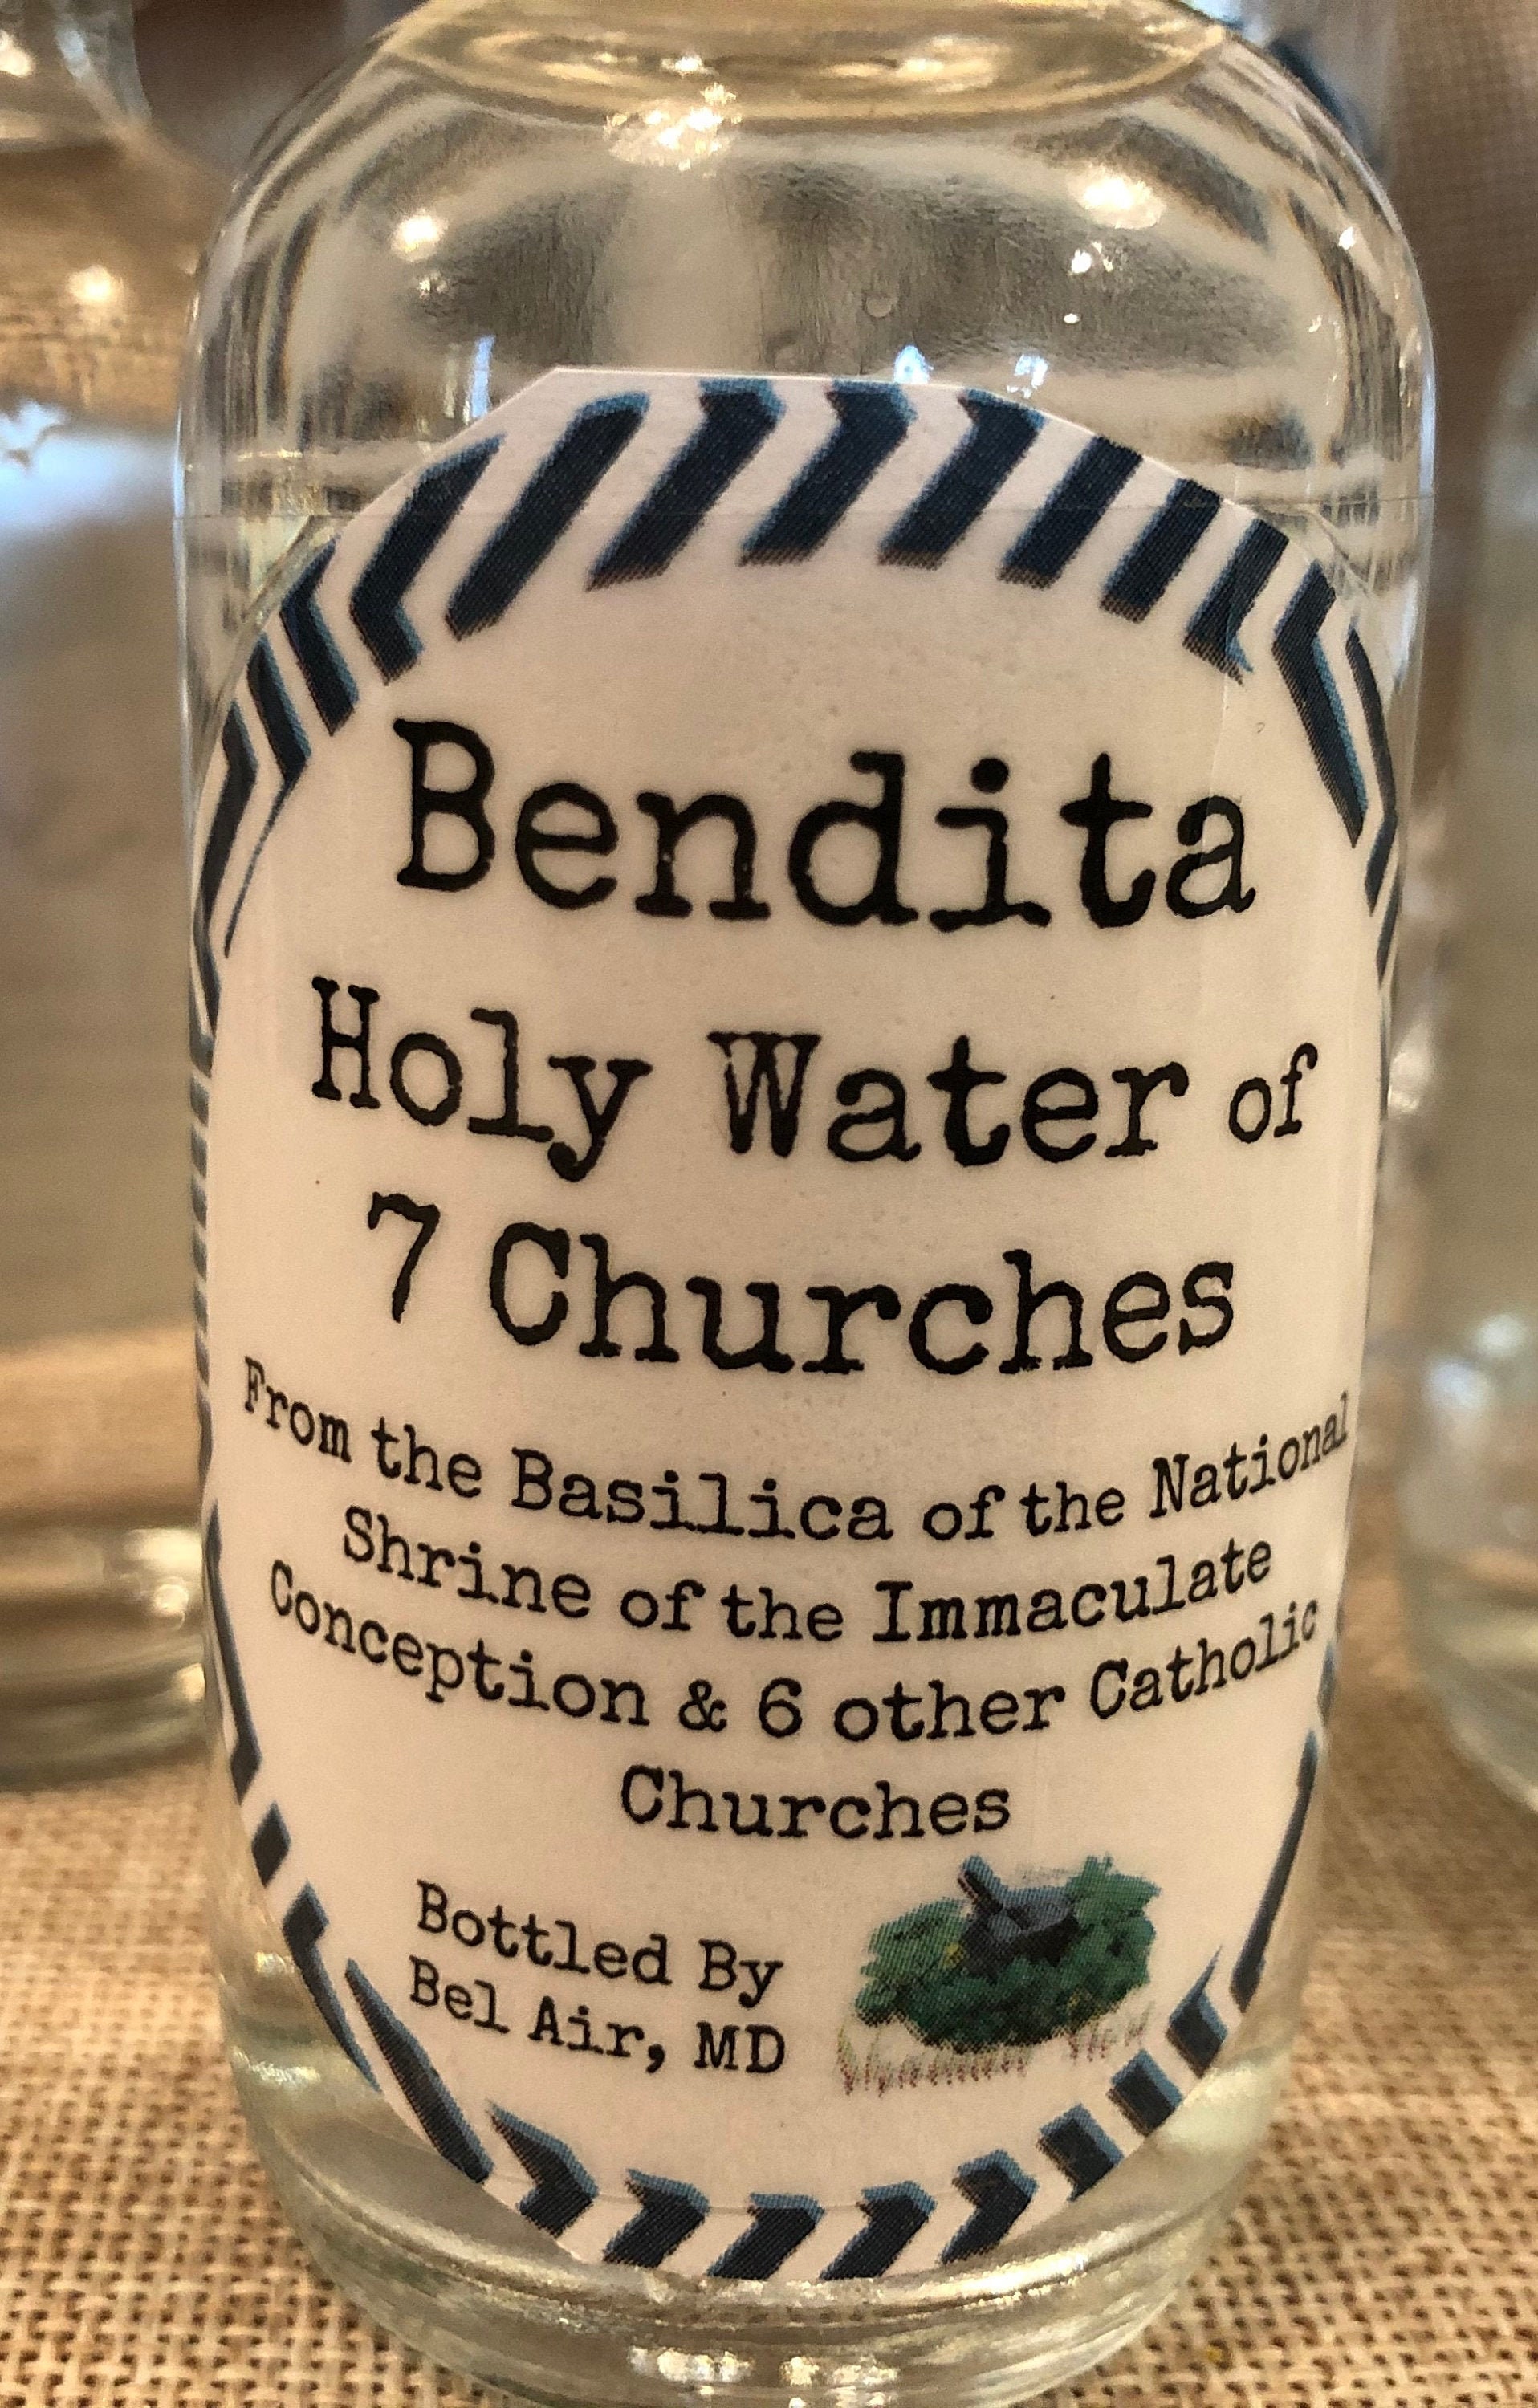 Bendita
Holy Water of
7 Churches
From the Basilica of the National
Shrine of the Immaculate
Conception & 6 other Catholic
Churches
Bottled By
Bel Air, MD